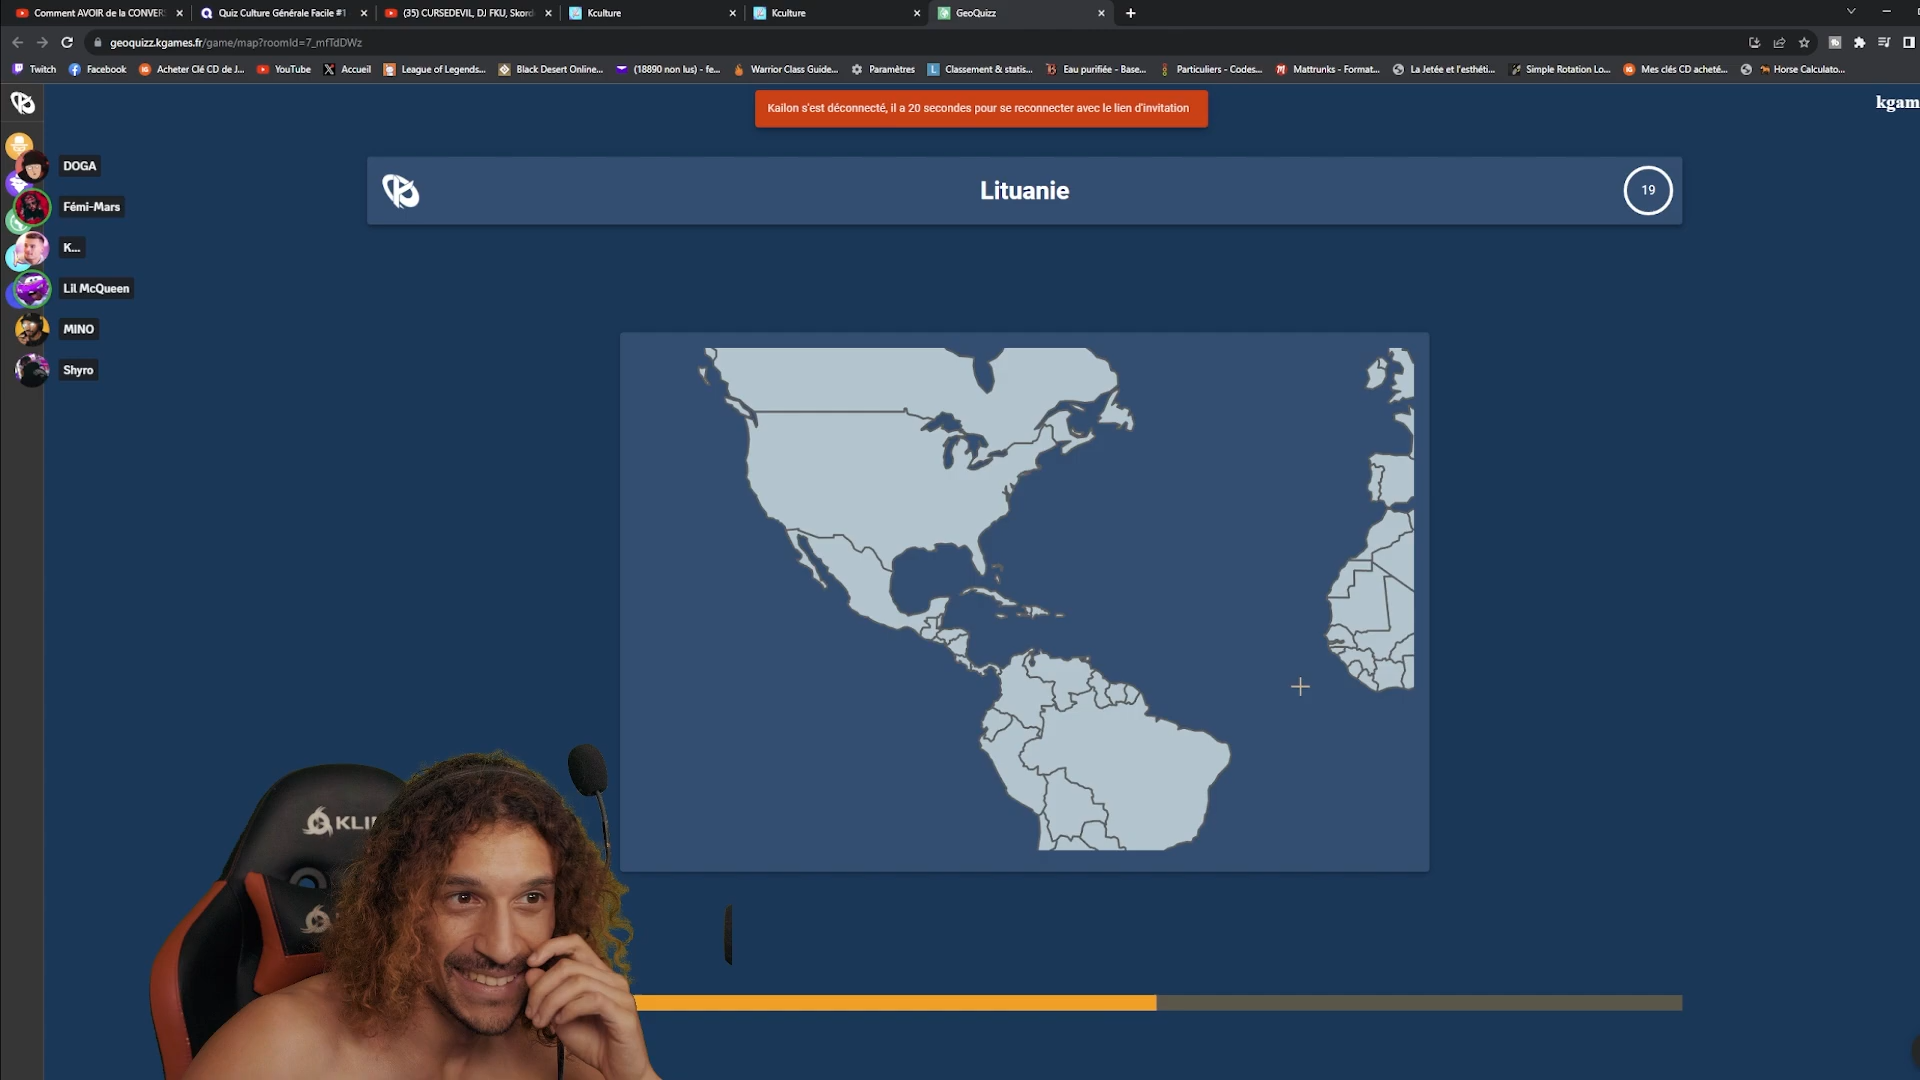 Comment AVOIR de la CONVER
Quiz Culture Générale Facile #1
(35) CURSEDEVIL, DJ FKU, Skord
Kculture
Kculture
GeoQuizz
geoquizz.kgames.fr/game/map?roomId=7_mfTdDWz
Twitch
Facebook
Acheter Clé CD de J...
YouTube
Accueil
League of Legends...
Black Desert Online...
(18890 non lus) - fe...
Warrior Class Guide...
Paramètres
Classement & statis...
Eau purifiée - Base...
Particuliers - Codes...
Mattrunks - Format...
La Jetée et l'esthéti...
Simple Rotation Lo...
Mes clés CD acheté...
Horse Calculato...
Kailon s'est déconnecté, il a 20 secondes pour se reconnecter avec le lien d'invitation
kgam
Lituanie
19
DOGA
Fémi-Mars
K...
Lil McQueen
MINO
Shyro
KLI